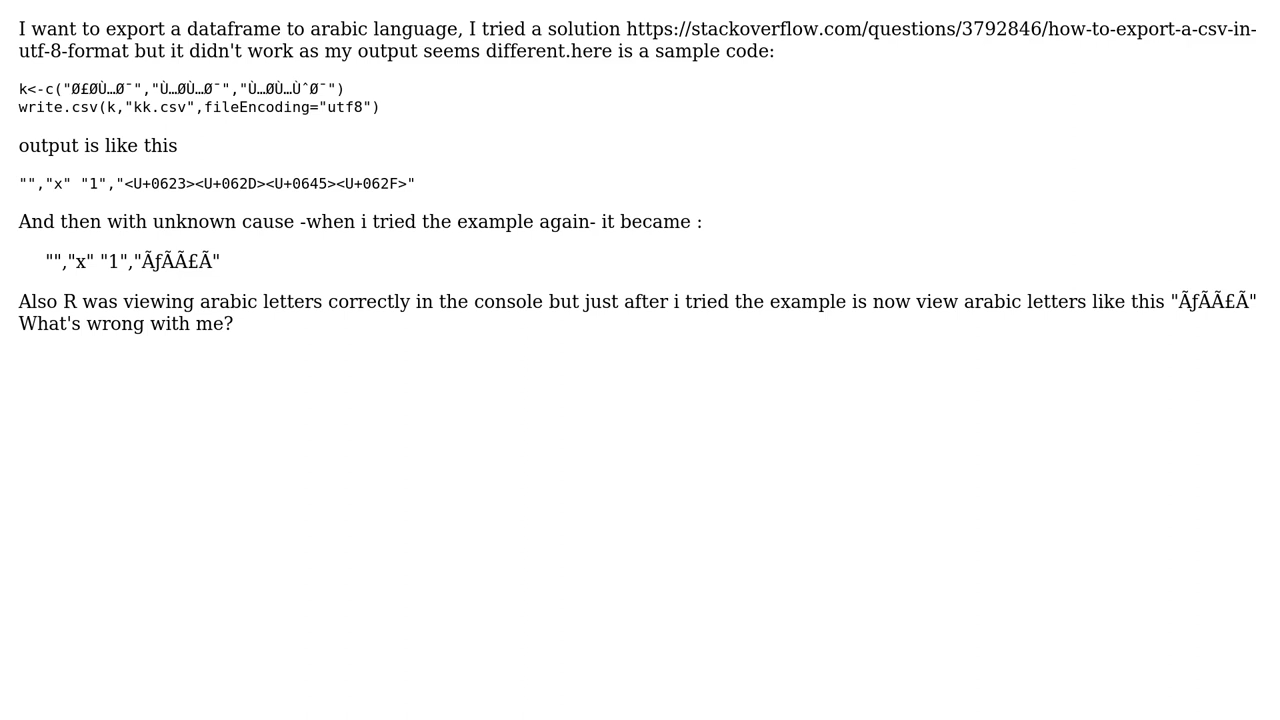 I want to export a dataframe to arabic language, I tried a solution https://stackoverflow.com/questions/3792846/how-to-export-a-csv-in-
utf-8-format but it didn't work as my output seems different.here is a sample code:
k<-c("Ø£ØÙ…Ø¯","Ù…ØÙ…Ø¯","Ù…ØÙ…ÙˆØ¯")
write.csv(k,"kk.csv",fileEncoding="utf8")
output is like this
"","x" "1","<U+0623><U+062D><U+0645><U+062F>"
And then with unknown cause -when i tried the example again- it became :
"","x" "1","ÃƒÃÃ£Ã"
Also R was viewing arabic letters correctly in the console but just after i tried the example is now view arabic letters like this "ÃƒÃÃ£Ã"
What's wrong with me?